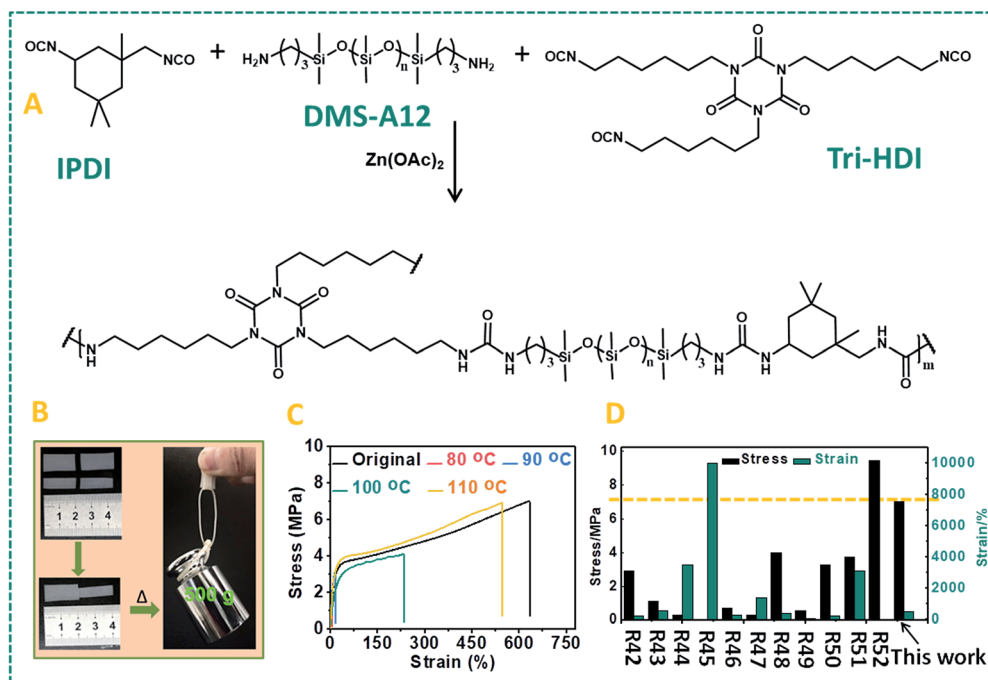 OCN
NCO
+
H₂N
3
Si
O
Si
O
n
Si
3
NH₂
+
OCN
N
O
N
NCO
O
N
O
OCN
A
IPDI
DMS-A12
Tri-HDI
Zn(OAc)₂
O
N
O
N
N
O
N
H
O
N
H
N
H
3
Si
O
Si
O
n
Si
3
H
N
O
N
H
H
N
O
m
B
1 2 3 4
1 2 3 4
Δ
500 g
C
Original 80 ºC 90 ºC
100 ºC 110 ºC
Stress (MPa)
10
8
6
4
2
0
0 150 300 450 600 750
Strain (%)
D
Stress Strain
Stress/MPa
10
8
6
4
2
0
10000
8000
6000
4000
2000
0
Strain/%
R42
R43
R44
R45
R46
R47
R48
R49
R50
R51
R52
This work